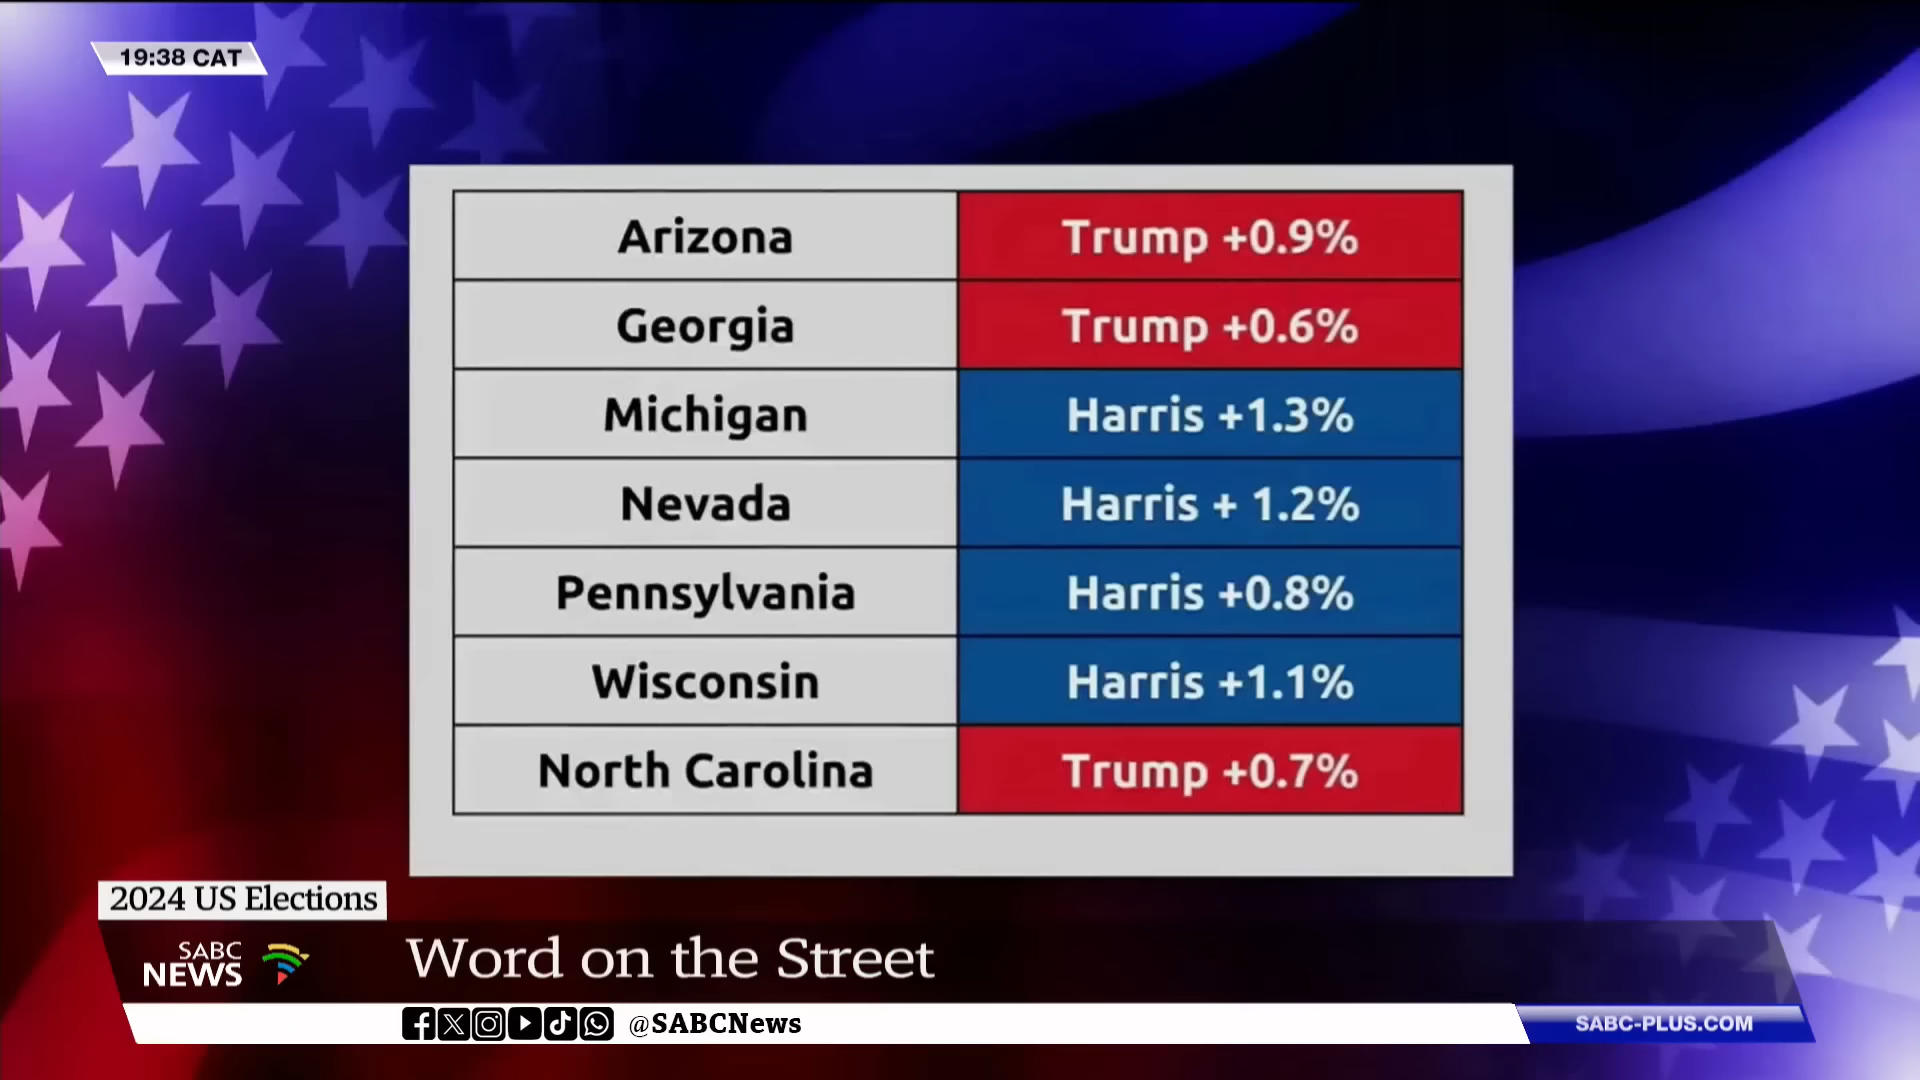 19:38 CAT
Arizona Trump +0.9%
Georgia Trump +0.6%
Michigan Harris +1.3%
Nevada Harris + 1.2%
Pennsylvania Harris +0.8%
Wisconsin Harris +1.1%
North Carolina Trump +0.7%
2024 US Elections
SABC
NEWS
Word on the Street
@SABCNews
SABC-PLUS.COM